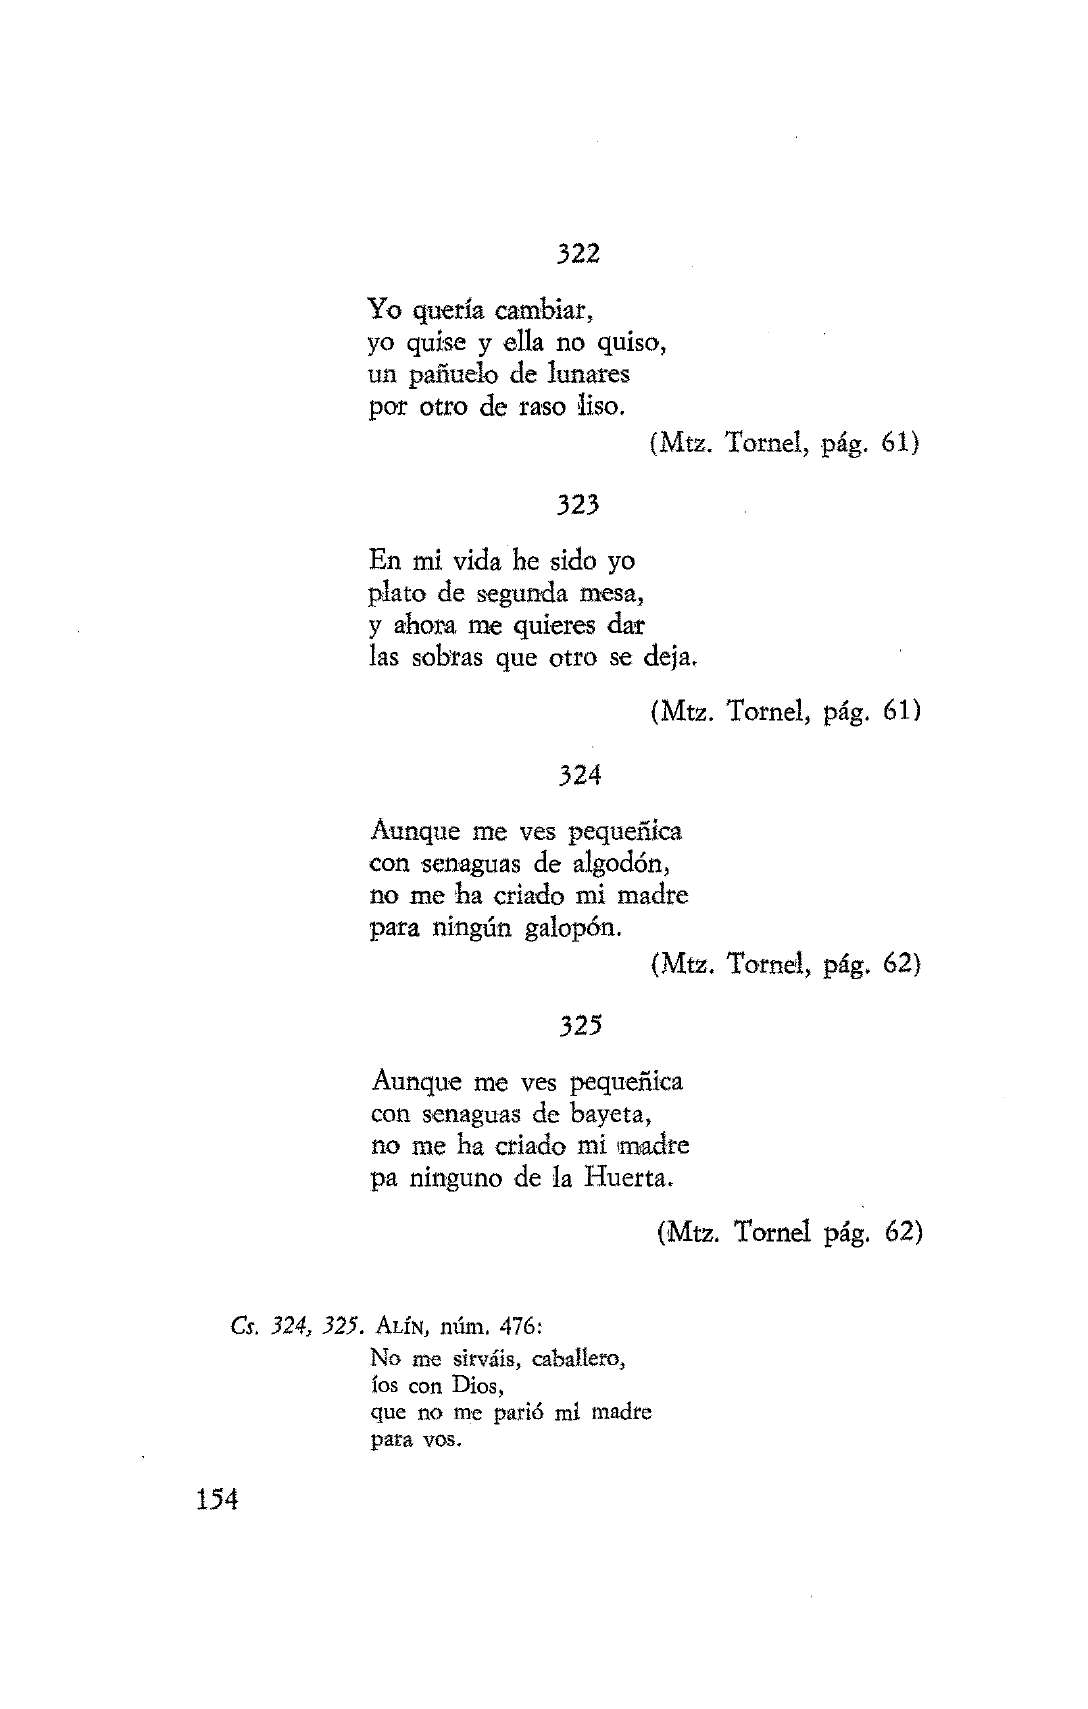 322
Yo quería cambiar,
yo quise y ella no quiso,
un pañuelo de lunares
por otro de raso liso.
(Mtz. Tornel, pág. 61)
323
En mi vida he sido yo
plato de segunda mesa,
y ahora me quieres dar
las sobras que otro se deja.
(Mtz. Tornel, pág. 61)
324
Aunque me ves pequeñica
con senaguas de algodón,
no me ha criado mi madre
para ningún galopón.
(Mtz. Tornel, pág. 62)
325
Aunque me ves pequeñica
con senaguas de bayeta,
no me ha criado mi madre
pa ninguno de la Huerta.
(Mtz. Tornel pág. 62)
Cs. 324, 325. ALÍN, núm. 476:
No me sirváis, caballero,
íos con Dios,
que no me parió mi madre
para vos.
154